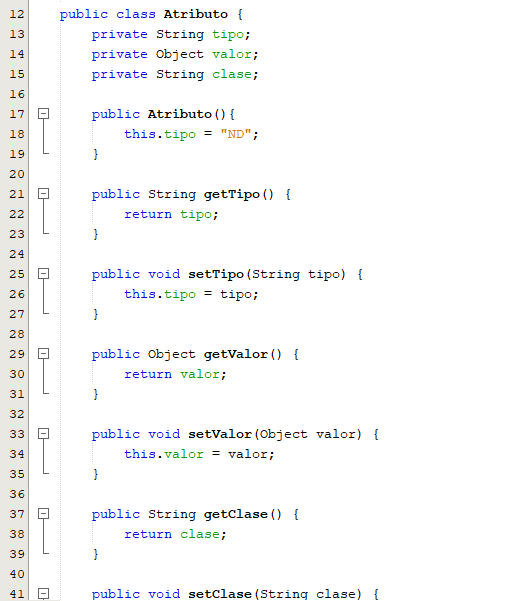 12 public class Atributo {
13     private String tipo;
14     private Object valor;
15     private String clase;
16
17     public Atributo(){
18         this.tipo = "ND";
19     }
20
21     public String getTipo() {
22         return tipo;
23     }
24
25     public void setTipo(String tipo) {
26         this.tipo = tipo;
27     }
28
29     public Object getValor() {
30         return valor;
31     }
32
33     public void setValor(Object valor) {
34         this.valor = valor;
35     }
36
37     public String getClase() {
38         return clase;
39     }
40
41     public void setClase(String clase) {